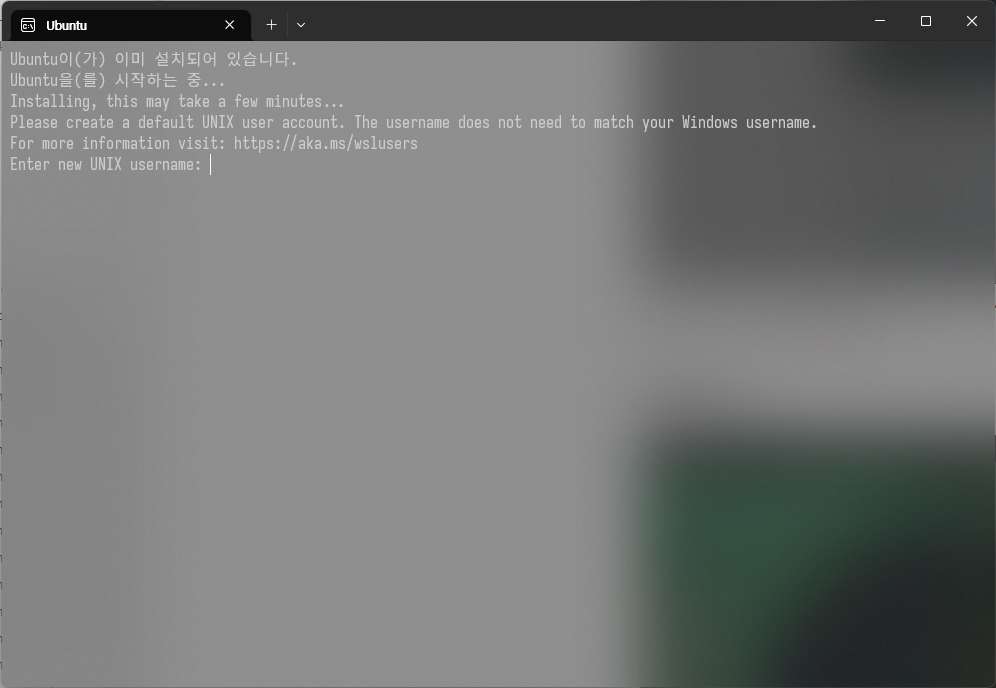 Ubuntu
Ubuntu이(가) 이미 설치되어 있습니다.
Ubuntu을(를) 시작하는 중...
Installing, this may take a few minutes...
Please create a default UNIX user account. The username does not need to match your Windows username.
For more information visit: https://aka.ms/wslusers
Enter new UNIX username: